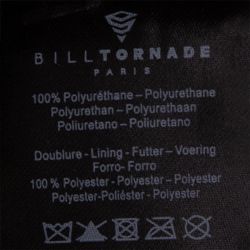 BILLTORNADE
PARIS
100% Polyuréthane – Polyurethane
Polyurethan – Polyurethaan
Poliuretano – Poliuretano
Doublure - Lining - Futter – Voering
Forro- Forro
100 % Polyester - Polyester - Polyester
Polyester-Poliéster - Polyester